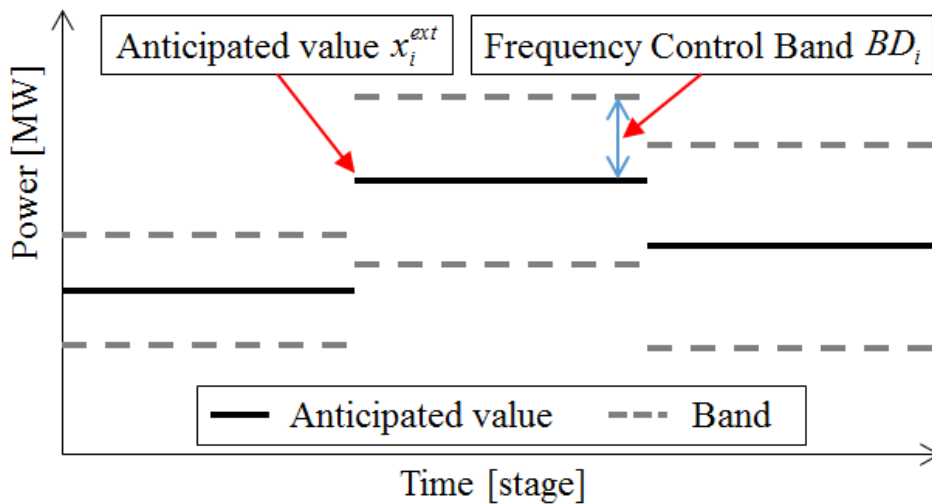 Anticipated value $x_i^{ext}$
Frequency Control Band $BD_i$
Power [MW]
Anticipated value
Band
Time [stage]